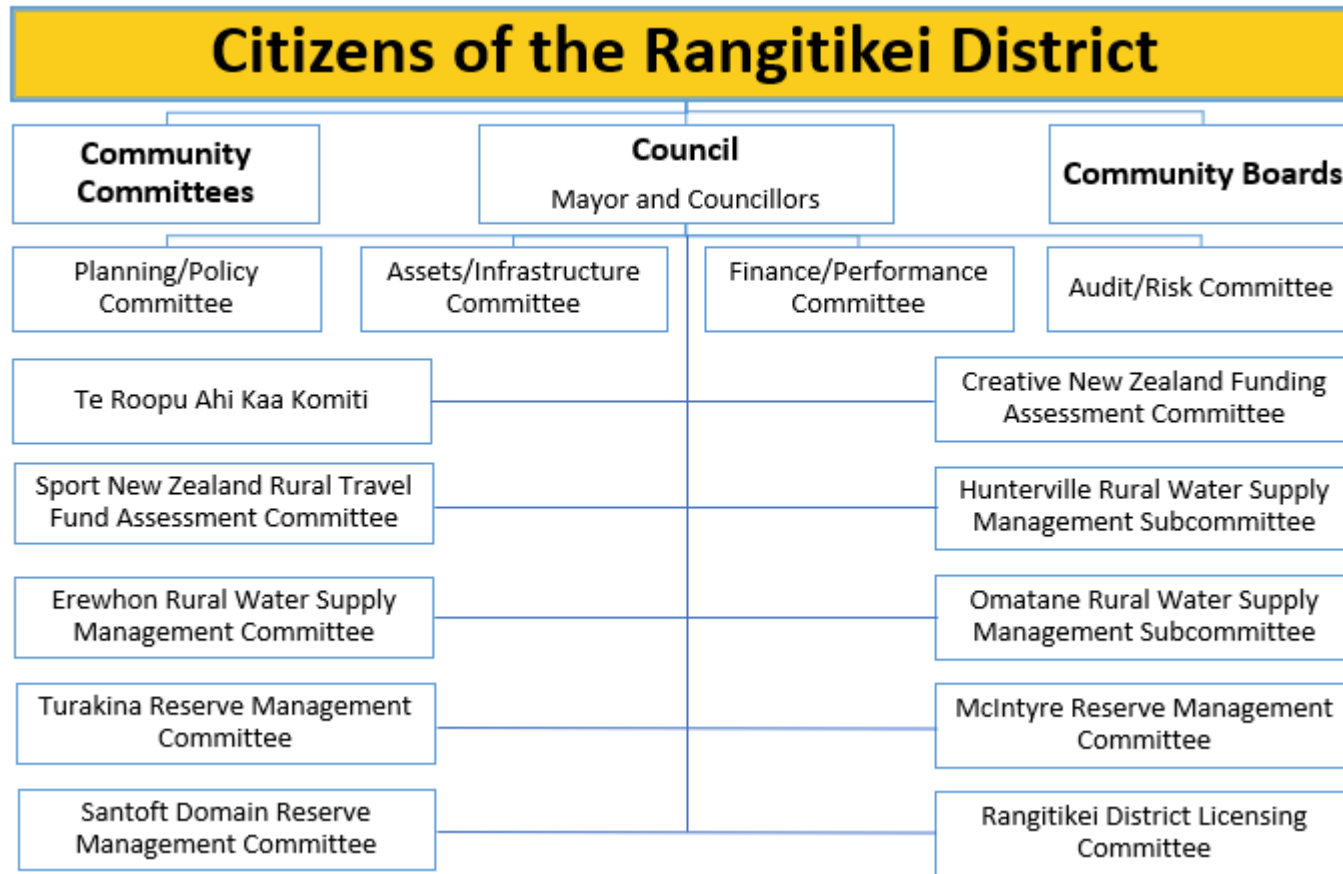 Citizens of the Rangitikei District
Community
Committees
Council
Mayor and Councillors
Community Boards
Planning/Policy
Committee
Assets/Infrastructure
Committee
Finance/Performance
Committee
Audit/Risk Committee
Te Roopu Ahi Kaa Komiti
Creative New Zealand Funding
Assessment Committee
Sport New Zealand Rural Travel
Fund Assessment Committee
Hunterville Rural Water Supply
Management Subcommittee
Erewhon Rural Water Supply
Management Committee
Omatane Rural Water Supply
Management Subcommittee
Turakina Reserve Management
Committee
McIntyre Reserve Management
Committee
Santoft Domain Reserve
Management Committee
Rangitikei District Licensing
Committee